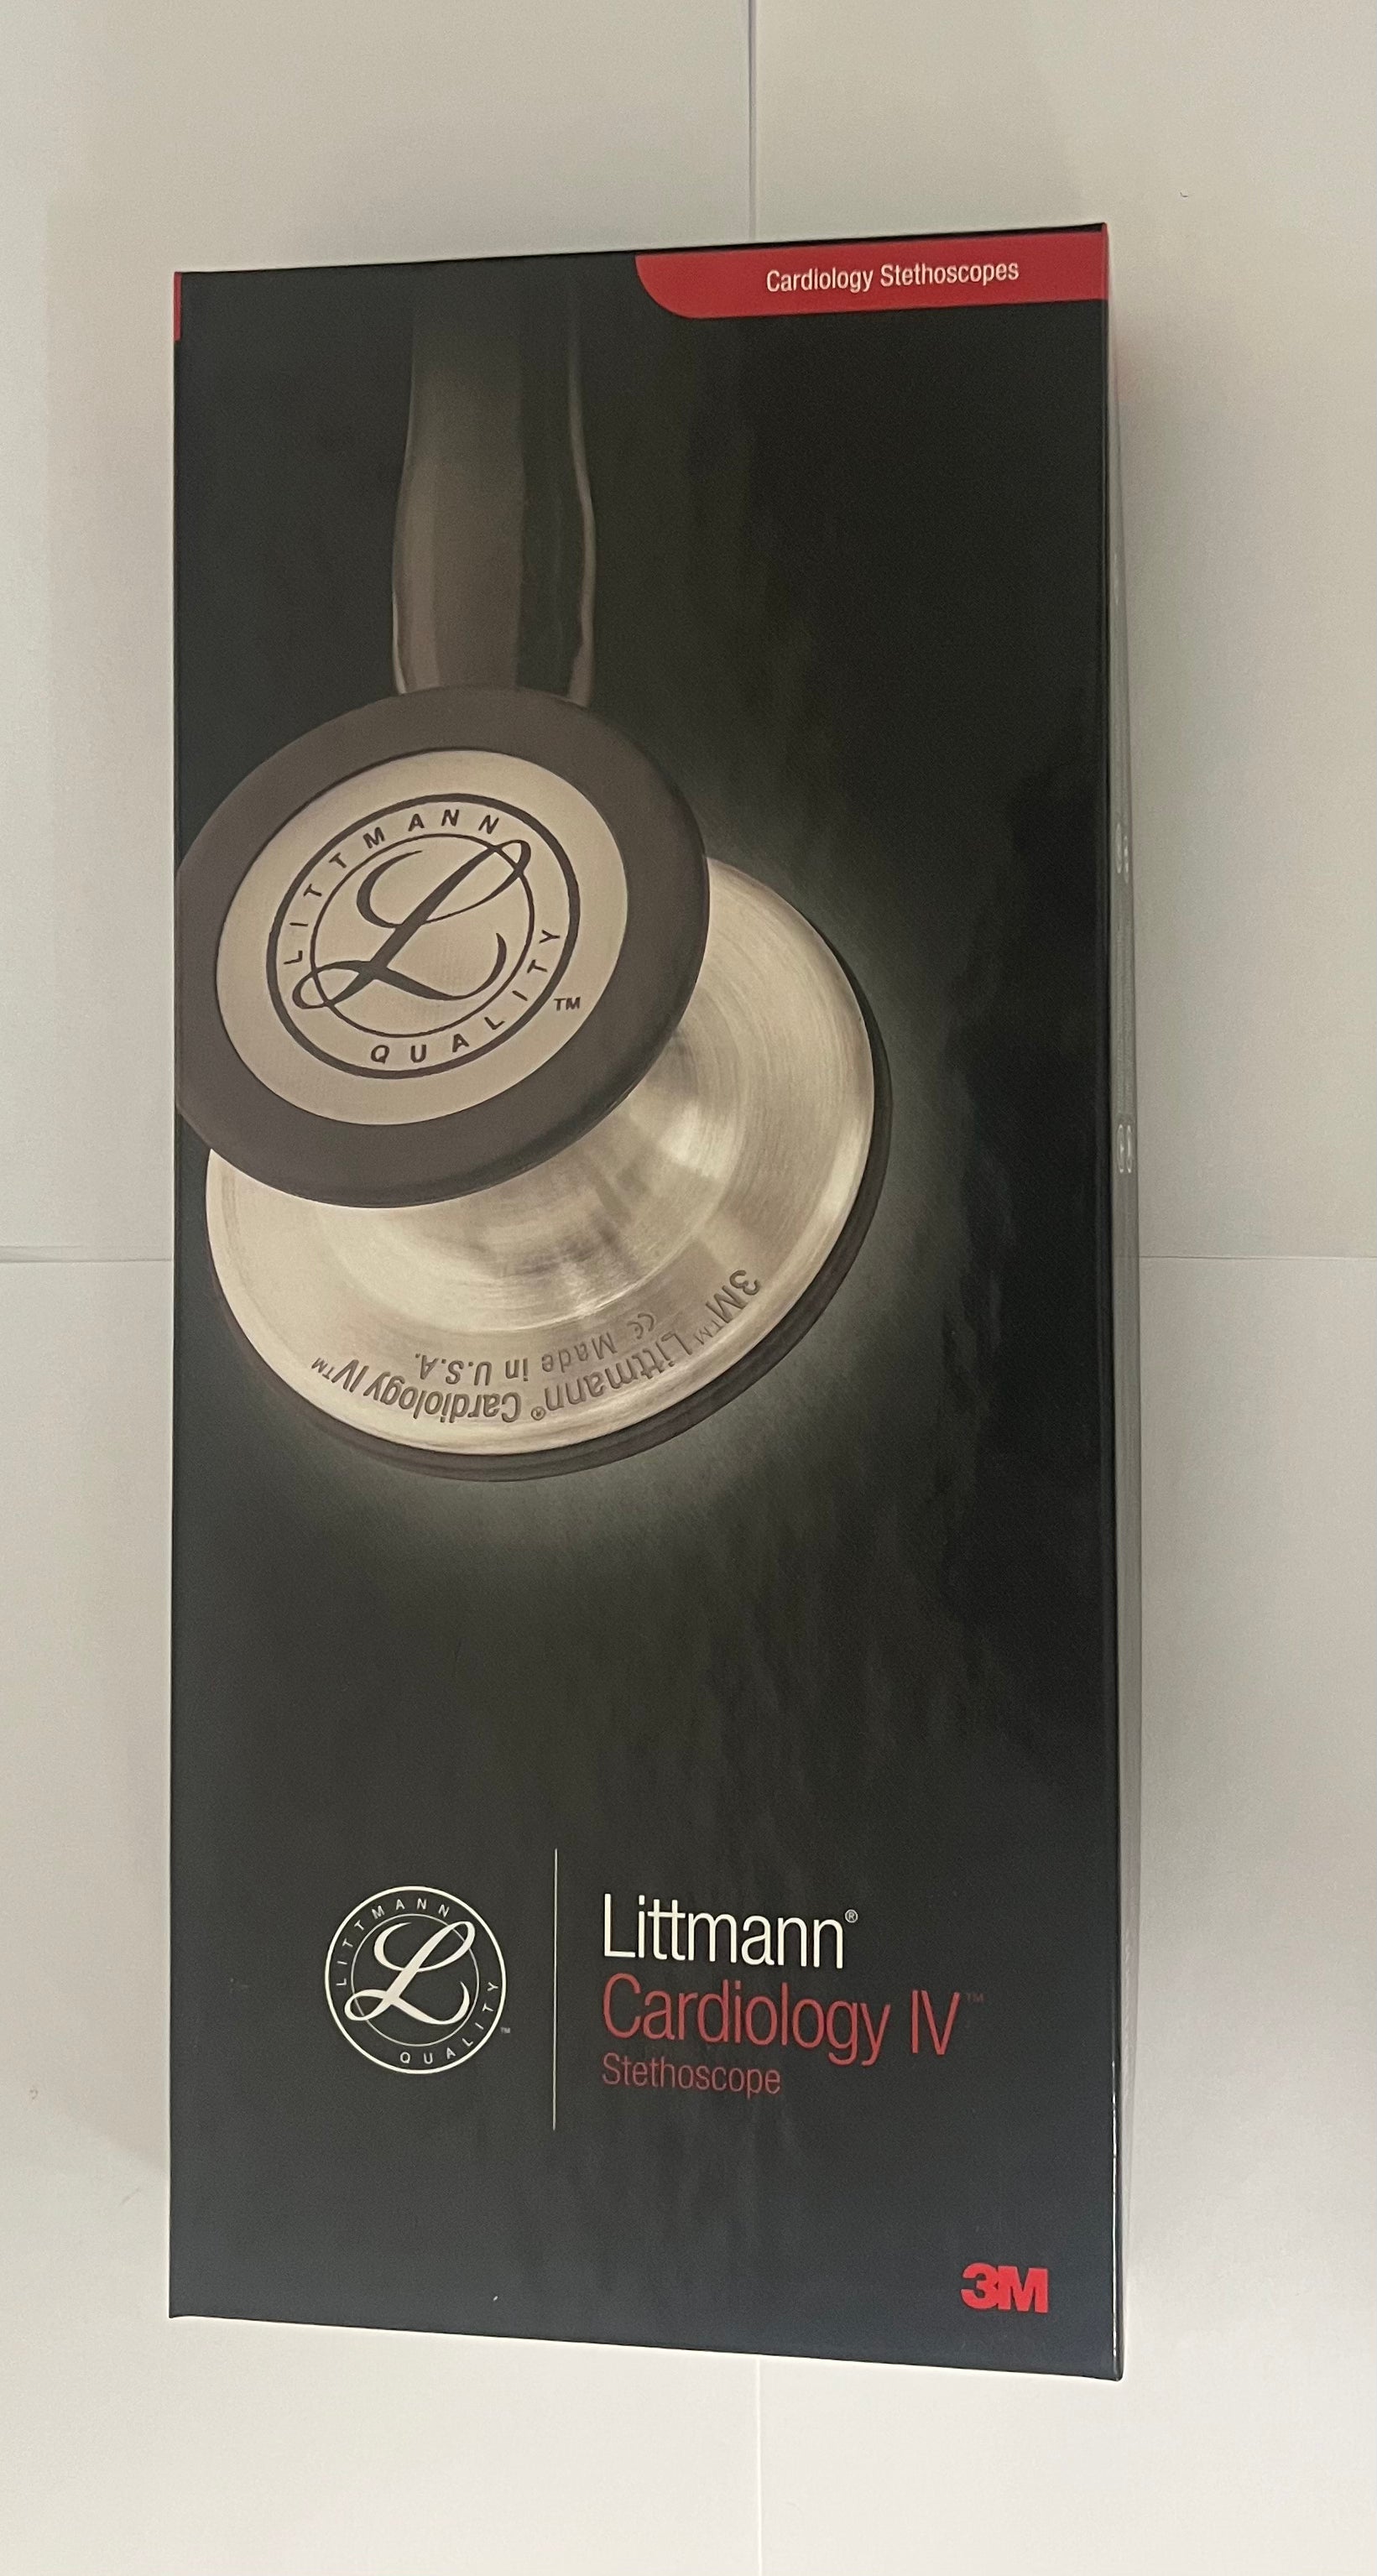 Cardiology Stethoscopes
LITTMANN
L
QUALITY
™
3M™ Littmann® Cardiology IV™
CE Made in U.S.A.
LITTMANN
L
QUALITY
™
Littmann®
Cardiology IV™
Stethoscope
3M